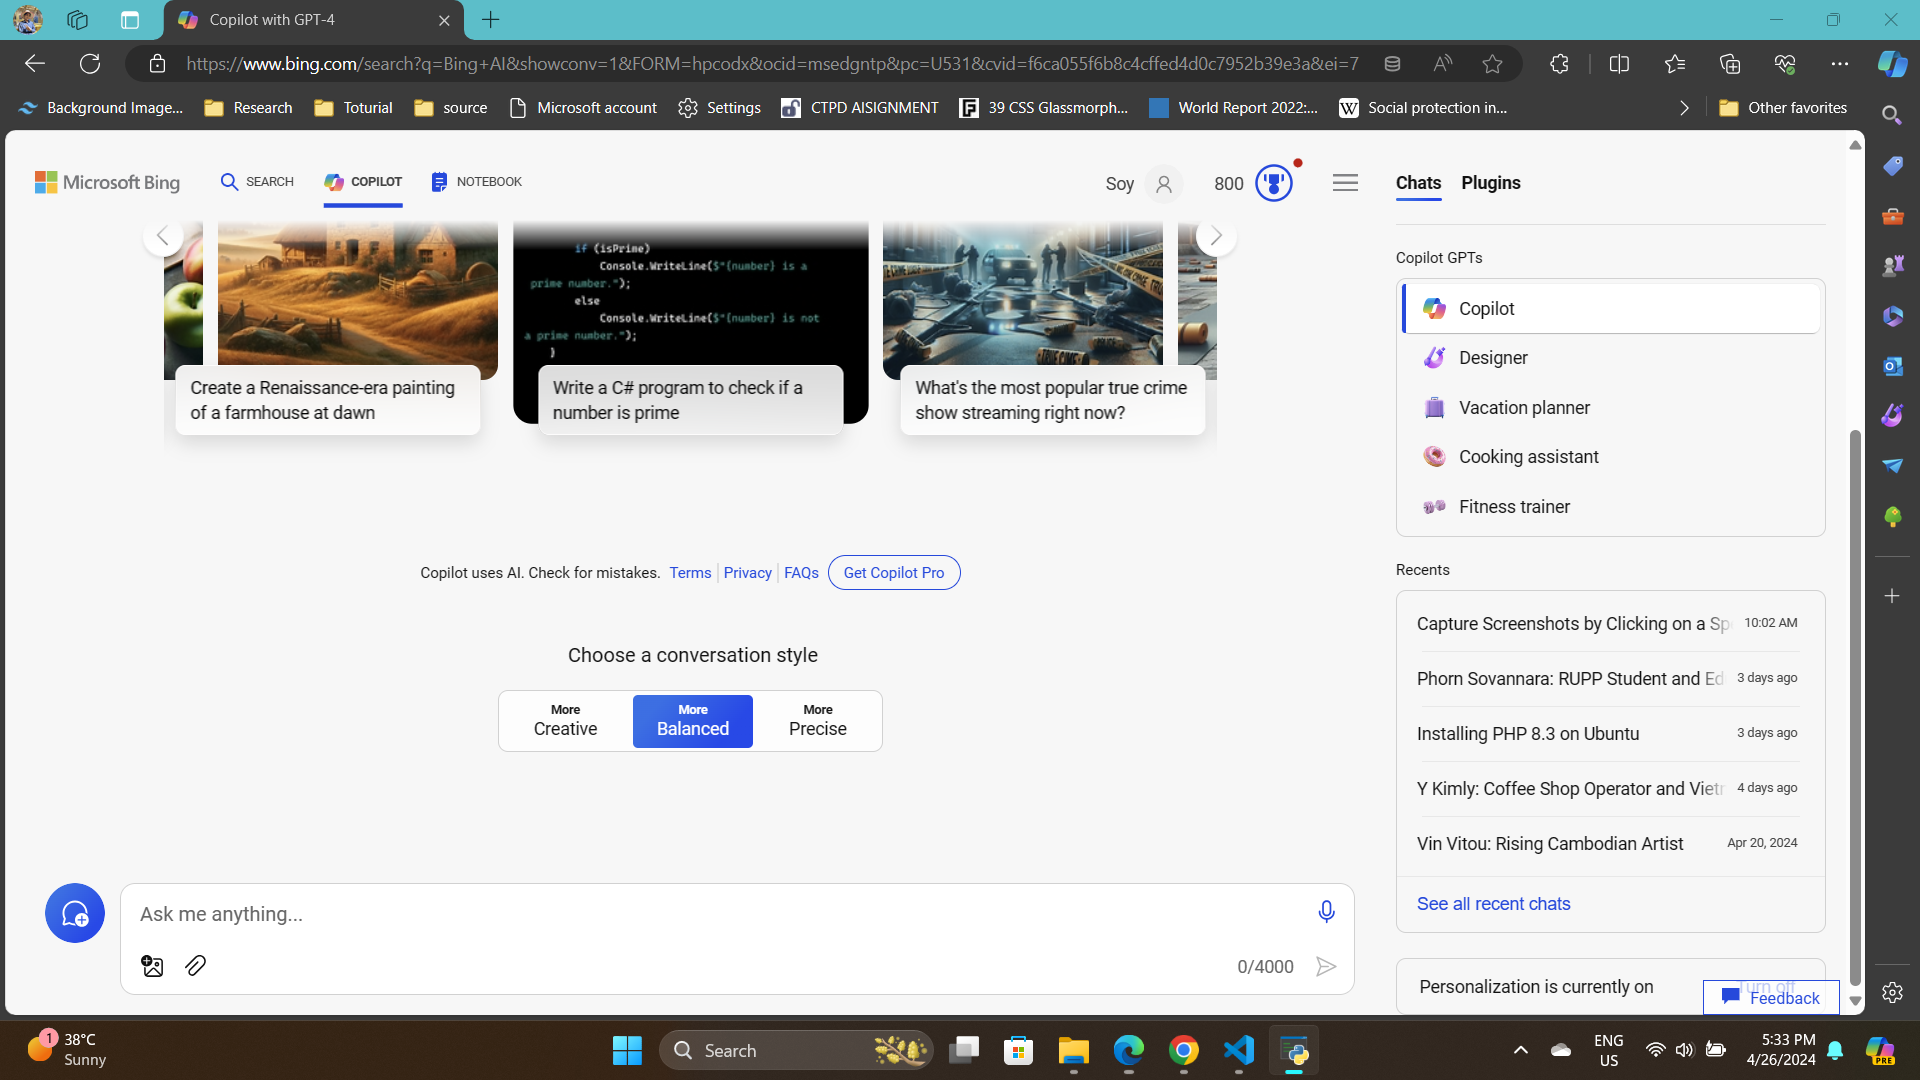 Copilot with GPT-4
https://www.bing.com/search?q=Bing+AI&showconv=1&FORM=hpcodx&ocid=msedgntp&pc=U531&cvid=f6ca055f6b8c4cffed4d0c7952b39e3a&ei=7
Background Image...
Research
Toturial
source
Microsoft account
Settings
CTPD AISIGNMENT
39 CSS Glassmorph...
World Report 2022:...
Social protection in...
Other favorites
Microsoft Bing
SEARCH
COPILOT
NOTEBOOK
Soy
800
Chats
Plugins
if (isPrime)
Console.WriteLine($"{number} is a
prime number.");
else
Console.WriteLine($"{number} is not
a prime number.");
}
Create a Renaissance-era painting
of a farmhouse at dawn
Write a C# program to check if a
number is prime
What's the most popular true crime
show streaming right now?
Copilot GPTs
Copilot
Designer
Vacation planner
Cooking assistant
Fitness trainer
Copilot uses AI. Check for mistakes. Terms Privacy FAQs Get Copilot Pro
Choose a conversation style
More
Creative
More
Balanced
More
Precise
Recents
Capture Screenshots by Clicking on a Spe 10:02 AM
Phorn Sovannara: RUPP Student and Ed 3 days ago
Installing PHP 8.3 on Ubuntu 3 days ago
Y Kimly: Coffee Shop Operator and Vietn 4 days ago
Vin Vitou: Rising Cambodian Artist Apr 20, 2024
See all recent chats
Ask me anything...
0/4000
Personalization is currently on
Turn off
Feedback
1
38°C
Sunny
Search
ENG
US
5:33 PM
4/26/2024
PRE